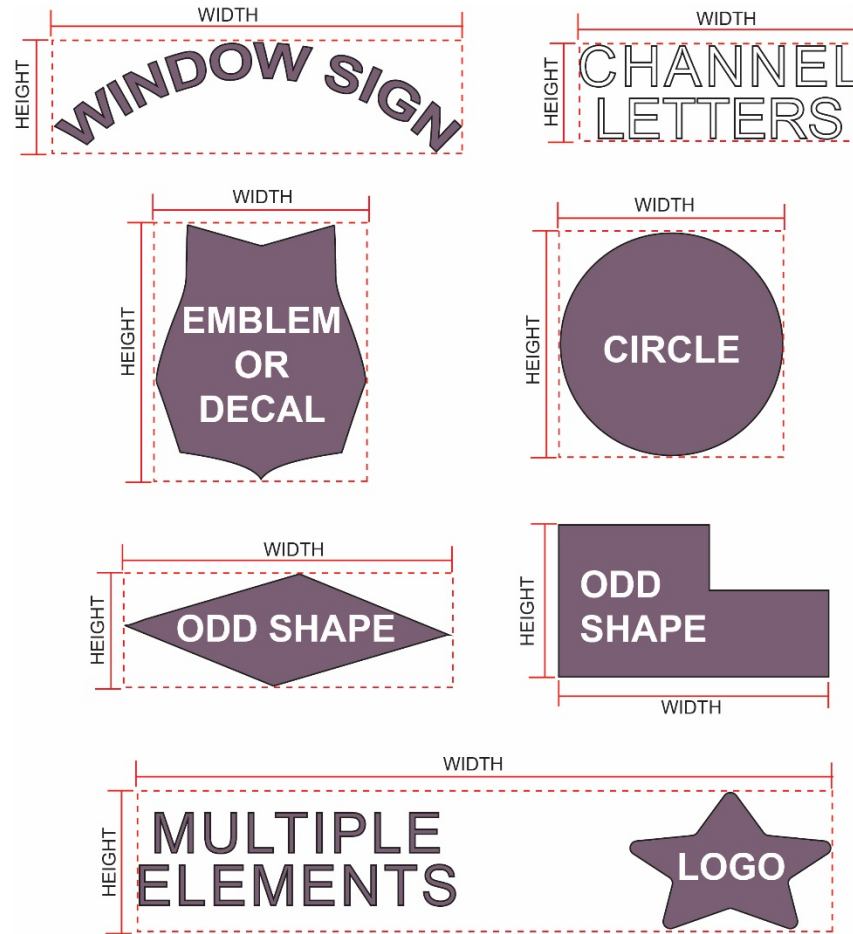 WIDTH
HEIGHT
WINDOW SIGN
WIDTH
HEIGHT
CHANNEL
LETTERS
WIDTH
HEIGHT
EMBLEM
OR
DECAL
WIDTH
HEIGHT
CIRCLE
WIDTH
HEIGHT
ODD SHAPE
HEIGHT
ODD
SHAPE
WIDTH
WIDTH
HEIGHT
MULTIPLE
ELEMENTS
LOGO